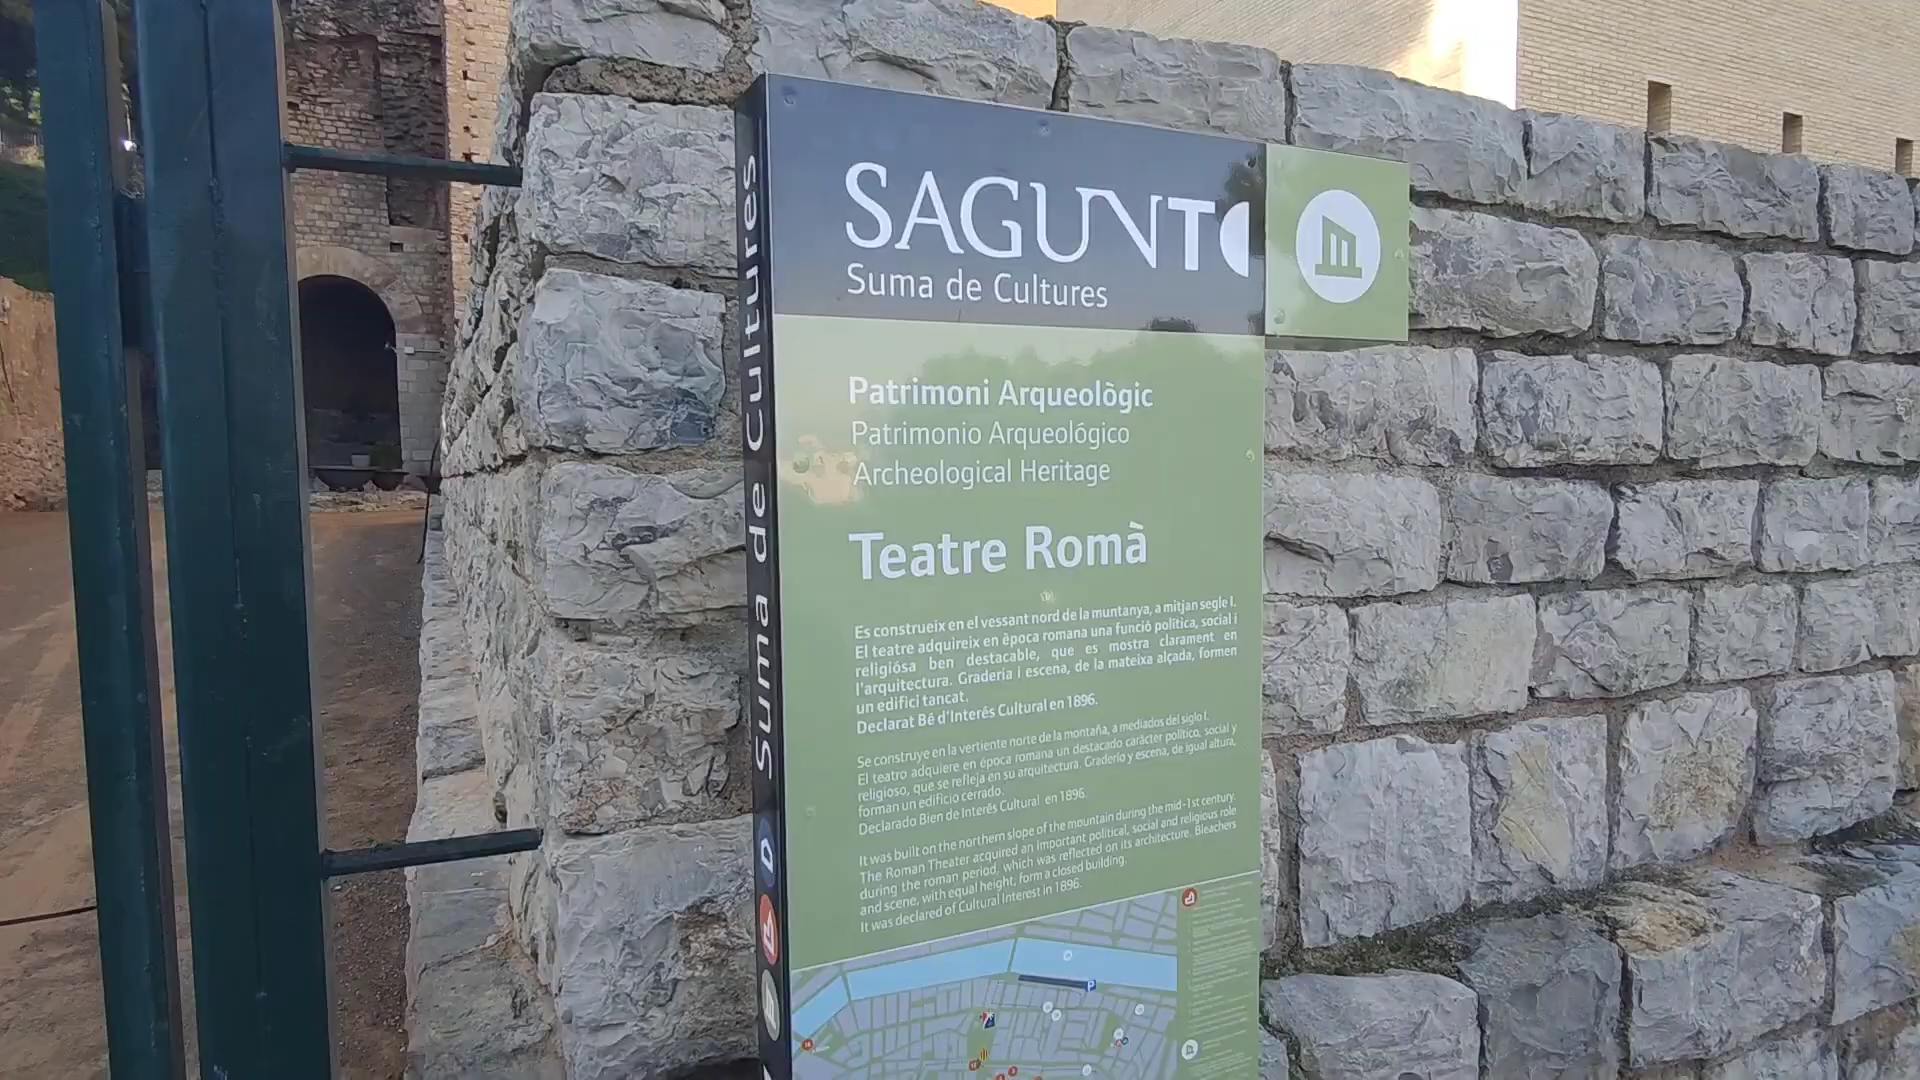 SAGUNTO
Suma de Cultures
Suma de Cultures
Patrimoni Arqueològic
Patrimonio Arqueológico
Archeological Heritage
Teatre Romà
Es construeix en el vessant nord de la muntanya, a mitjan segle I.
El teatre adquireix en època romana una funció política, social i
religiósa ben destacable, que es mostra clarament en
l'arquitectura. Graderia i escena, de la mateixa alçada, formen
un edifici tancat.
Declarat Bé d'Interés Cultural en 1896.
Se construye en la vertiente norte de la montaña, a mediados del siglo I.
El teatro adquiere en época romana un destacado carácter político, social y
religioso, que se refleja en su arquitectura. Graderío y escena, de igual altura,
forman un edificio cerrado.
Declarado Bien de Interés Cultural en 1896.
It was built on the northern slope of the mountain during the mid-1st century.
The Roman Theater acquired an important political, social and religious role
during the roman period, which was reflected on its architecture. Bleachers
and scene, with equal height, form a closed building.
It was declared of Cultural Interest in 1896.
P